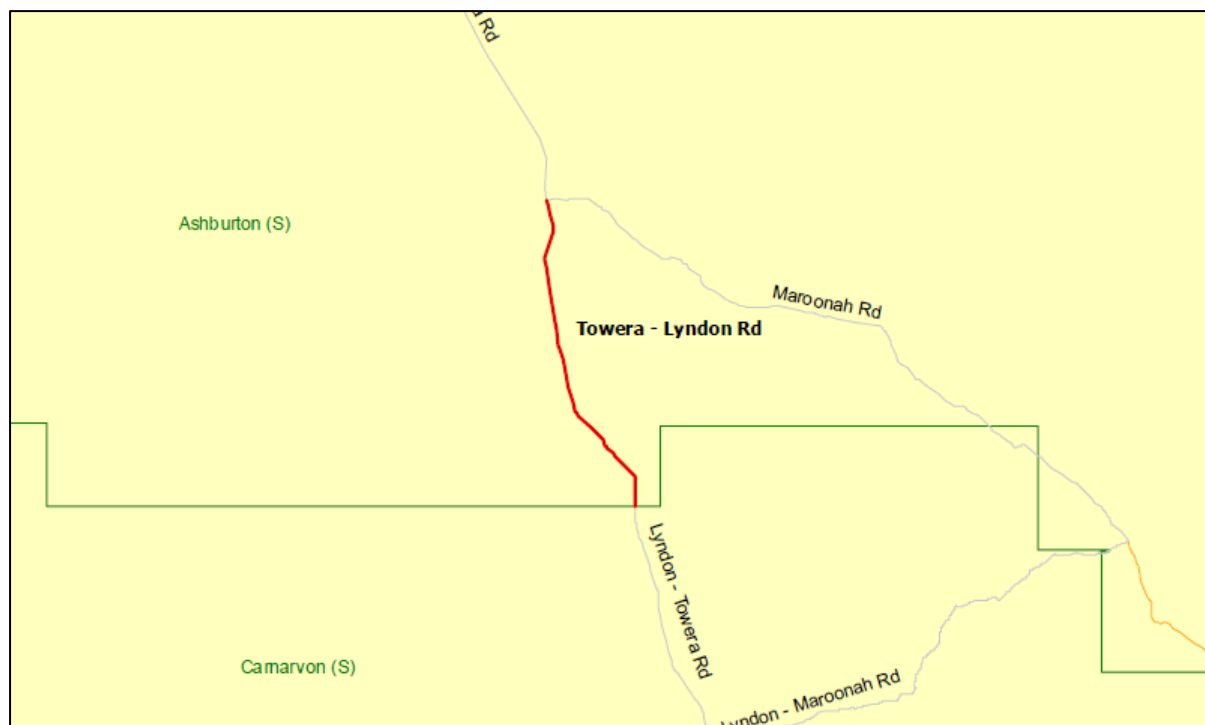 Rd
Ashburton (S)
Maroonah Rd
Towera - Lyndon Rd
Lyndon - Towera Rd
Carnarvon (S)
Lyndon - Maroonah Rd